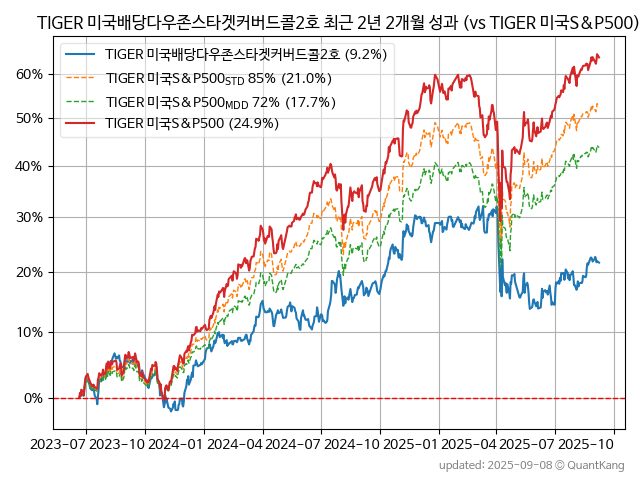 TIGER 미국배당다우존스타겟커버드콜2호 최근 2년 2개월 성과 (vs TIGER 미국S&P500)
TIGER 미국배당다우존스타겟커버드콜2호 (9.2%)
TIGER 미국S&P500STD 85% (21.0%)
TIGER 미국S&P500MDD 72% (17.7%)
TIGER 미국S&P500 (24.9%)
60%
50%
40%
30%
20%
10%
0%
2023-07 2023-10 2024-01 2024-04 2024-07 2024-10 2025-01 2025-04 2025-07 2025-10
updated: 2025-09-08 © QuantKang